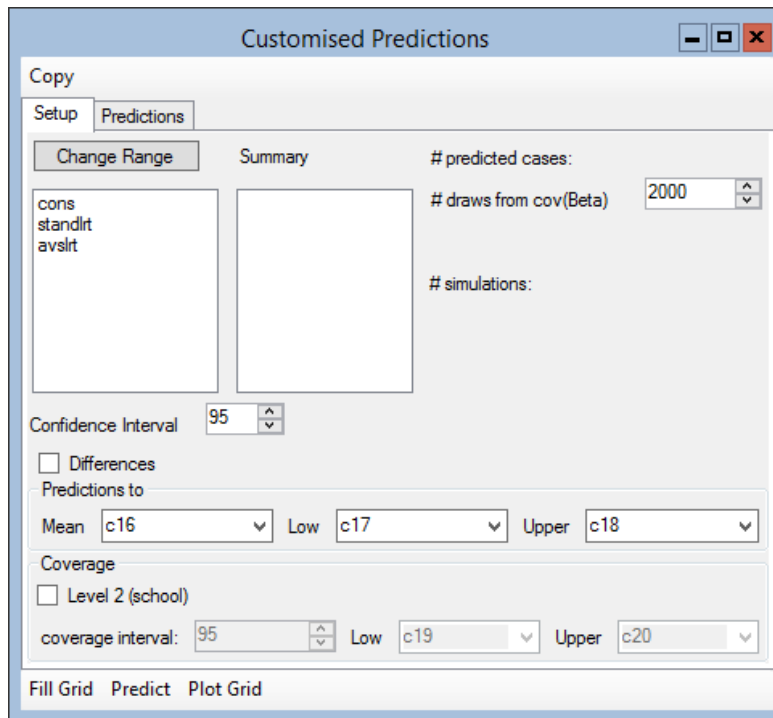 Customised Predictions
Copy
Setup Predictions
Change Range Summary # predicted cases:
cons
standlrt
avslrt
# draws from cov(Beta) 2000
# simulations:
Confidence Interval 95
Differences
Predictions to
Mean c16 Low c17 Upper c18
Coverage
Level 2 (school)
coverage interval: 95 Low c19 Upper c20
Fill Grid Predict Plot Grid